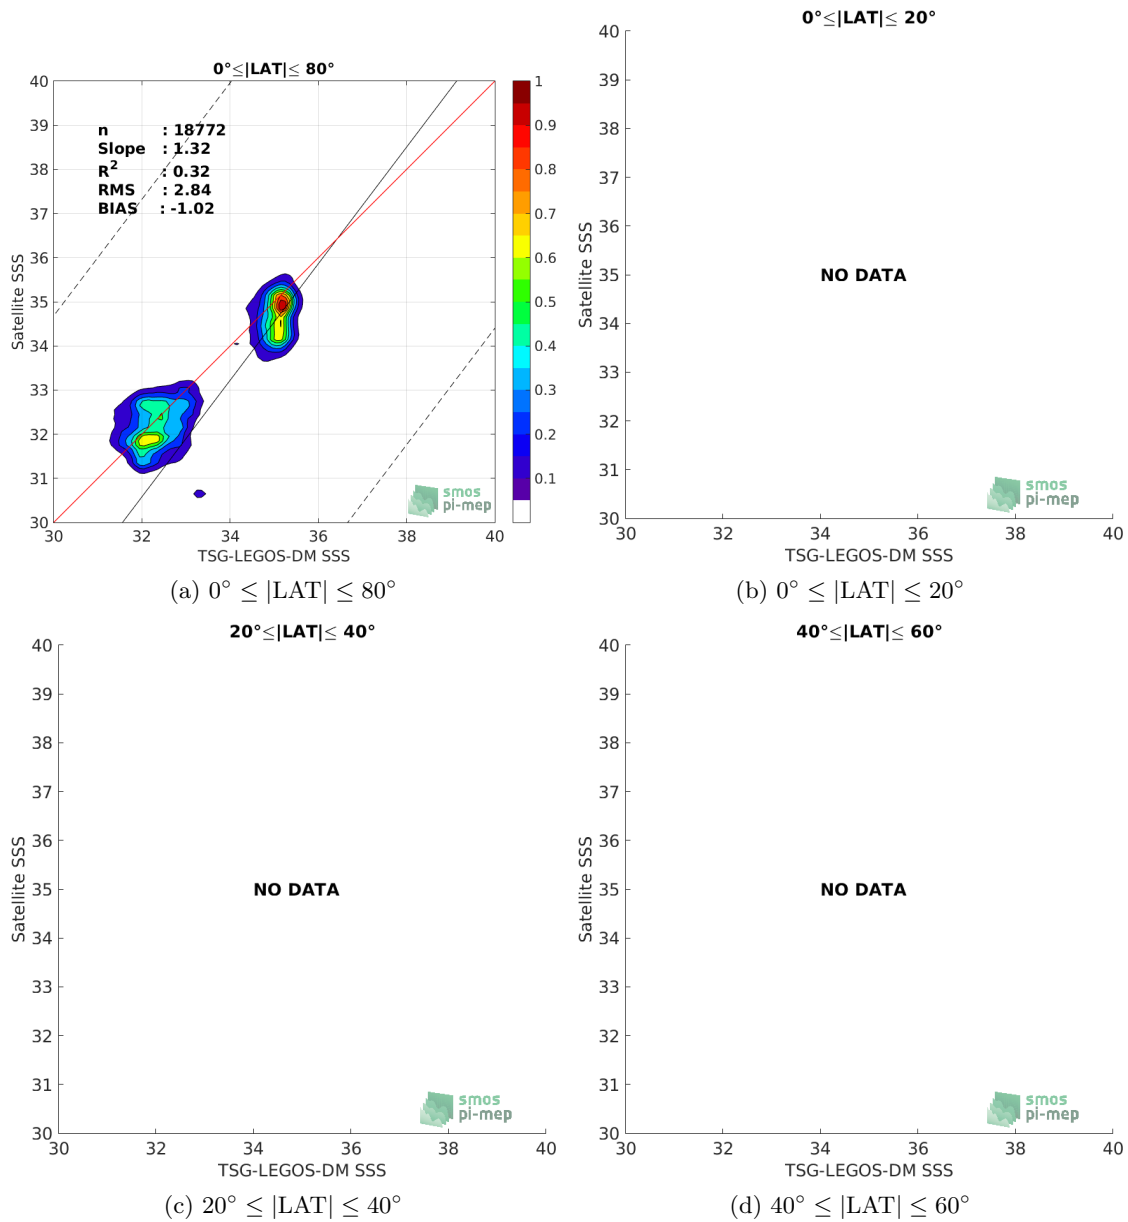 0°≤|LAT|≤ 80°
40
39
38
37
36
35
34
33
32
31
30
Satellite SSS
n : 18772
Slope : 1.32
R² : 0.32
RMS : 2.84
BIAS : -1.02
smos
pi-mep
30 32 34 36 38 40
TSG-LEGOS-DM SSS
1
0.9
0.8
0.7
0.6
0.5
0.4
0.3
0.2
0.1
(a) 0° ≤ |LAT| ≤ 80°
0°≤|LAT|≤ 20°
40
39
38
37
36
35
34
33
32
31
30
Satellite SSS
NO DATA
smos
pi-mep
30 32 34 36 38 40
TSG-LEGOS-DM SSS
(b) 0° ≤ |LAT| ≤ 20°
20°≤|LAT|≤ 40°
40
39
38
37
36
35
34
33
32
31
30
Satellite SSS
NO DATA
smos
pi-mep
30 32 34 36 38 40
TSG-LEGOS-DM SSS
(c) 20° ≤ |LAT| ≤ 40°
40°≤|LAT|≤ 60°
40
39
38
37
36
35
34
33
32
31
30
Satellite SSS
NO DATA
smos
pi-mep
30 32 34 36 38 40
TSG-LEGOS-DM SSS
(d) 40° ≤ |LAT| ≤ 60°